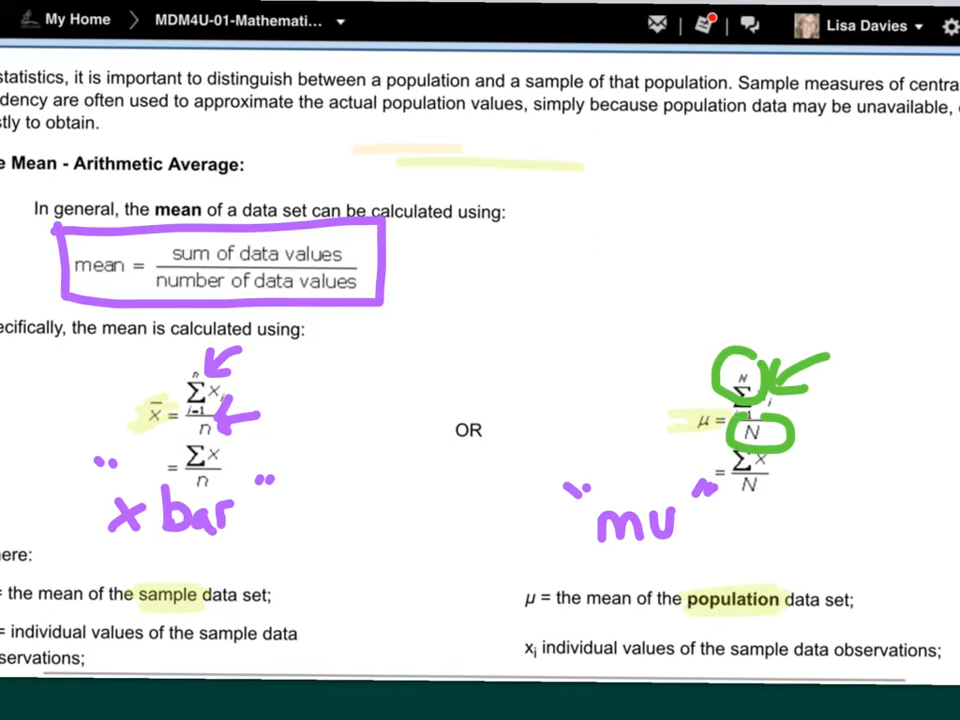 My Home > MDM4U-01-Mathemati... Lisa Davies
statistics, it is important to distinguish between a population and a sample of that population. Sample measures of centra
dency are often used to approximate the actual population values, simply because population data may be unavailable,
stly to obtain.
e Mean - Arithmetic Average:
In general, the mean of a data set can be calculated using:
mean = sum of data values
number of data values
ecifically, the mean is calculated using:
n
x̄ = Σ xᵢ
i=1
n
= Σx
n
OR
N
μ = Σ xᵢ
N
= Σx
N
" x bar "
" mu "
ere:
= the mean of the sample data set;
= individual values of the sample data
servations;
μ = the mean of the population data set;
xᵢ individual values of the sample data observations;